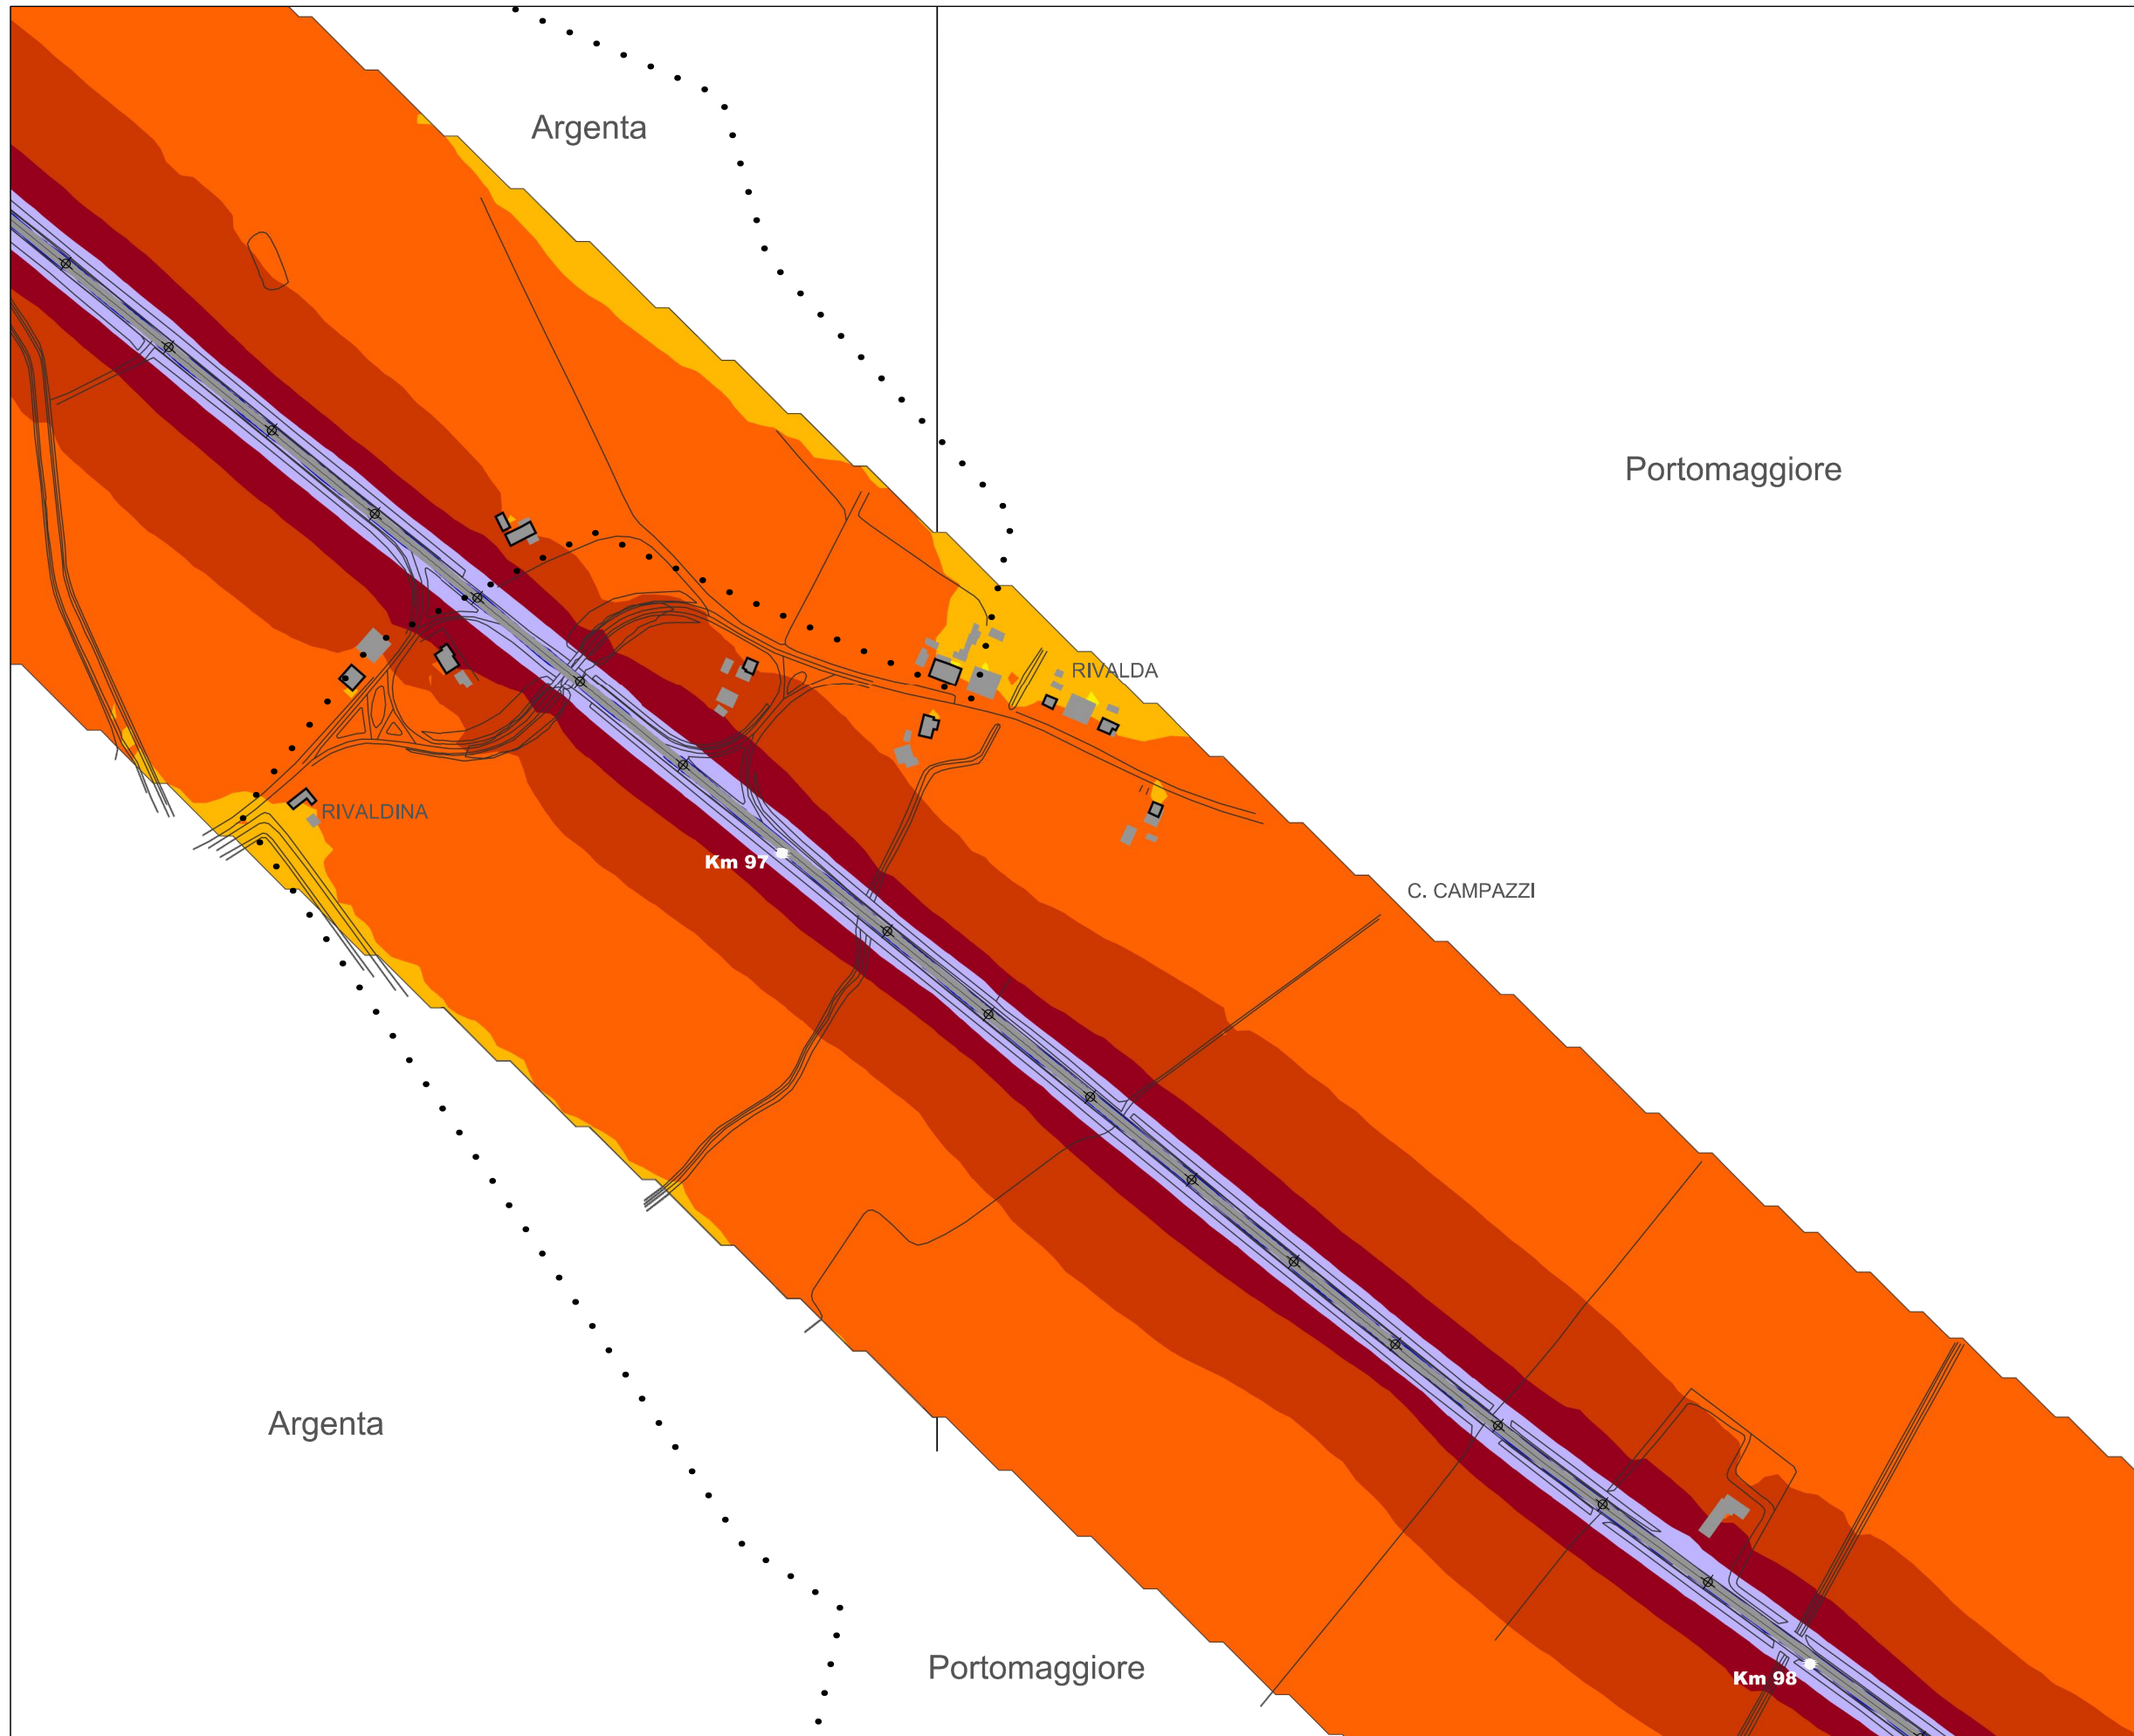 Argenta
Portomaggiore
RIVALDA
RIVALDINA
Km 97
C. CAMPAZZI
Argenta
Portomaggiore
Km 98